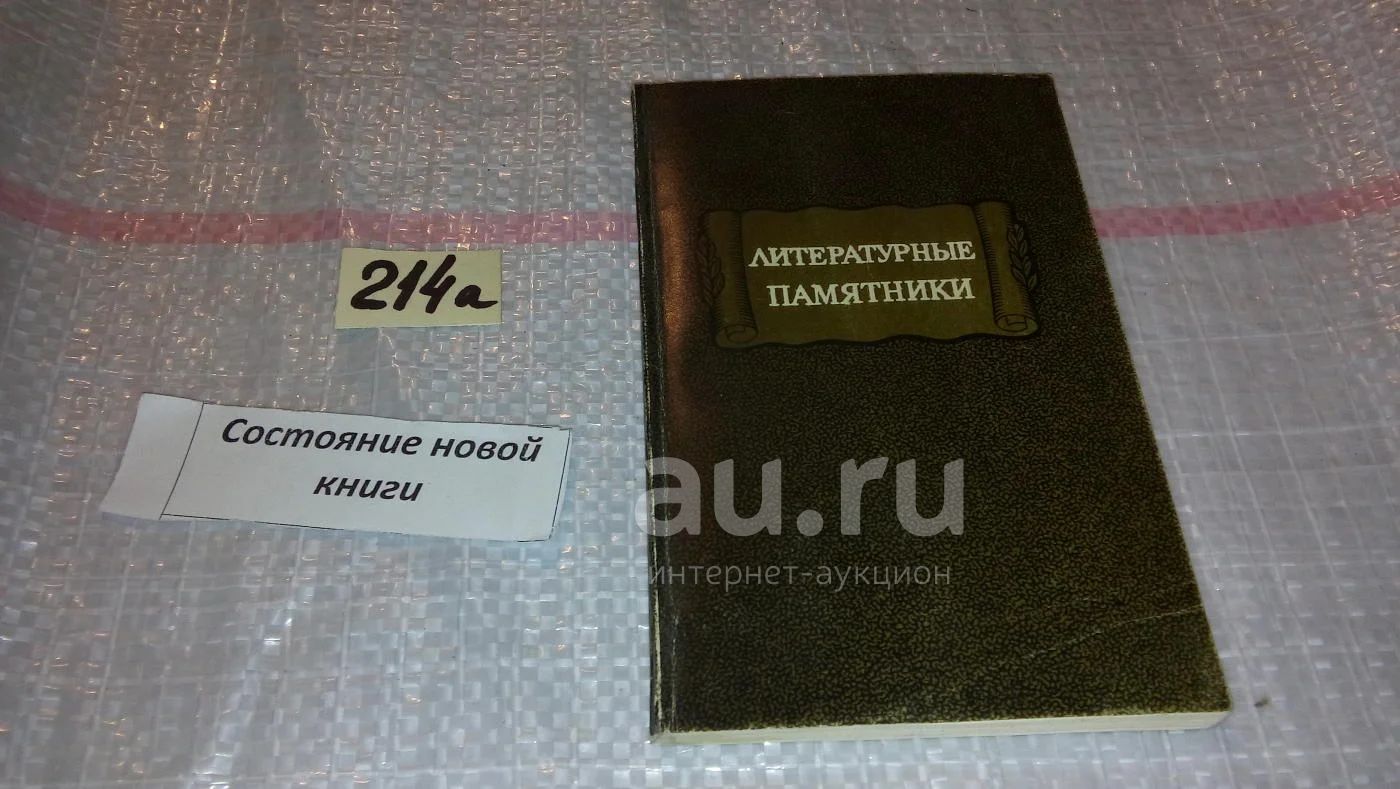 ЛИТЕРАТУРНЫЕ
ПАМЯТНИКИ
214а
Состояние новой
книги
au.ru
интернет-аукцион